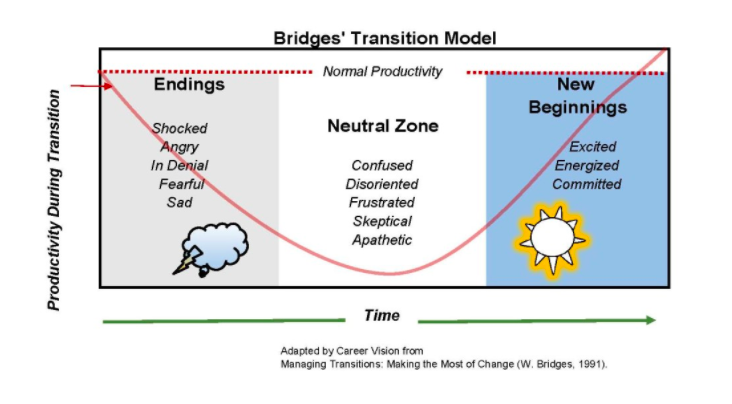 Bridges' Transition Model
Normal Productivity
Productivity During Transition
Endings
Shocked
Angry
In Denial
Fearful
Sad
Neutral Zone
Confused
Disoriented
Frustrated
Skeptical
Apathetic
New
Beginnings
Excited
Energized
Committed
Time
Adapted by Career Vision from
Managing Transitions: Making the Most of Change (W. Bridges, 1991).